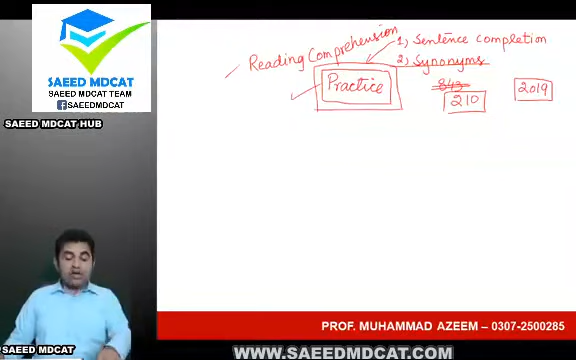 SAEED MDCAT
SAEED MDCAT TEAM
f SAEEDMDCAT
SAEED MDCAT HUB
Reading Comprehension
1, Sentence completion
2, Synonyms
Practice
843
210
2019
SAEED MDCAT
PROF. MUHAMMAD AZEEM – 0307-2500285
WWW.SAEEDMDCAT.COM